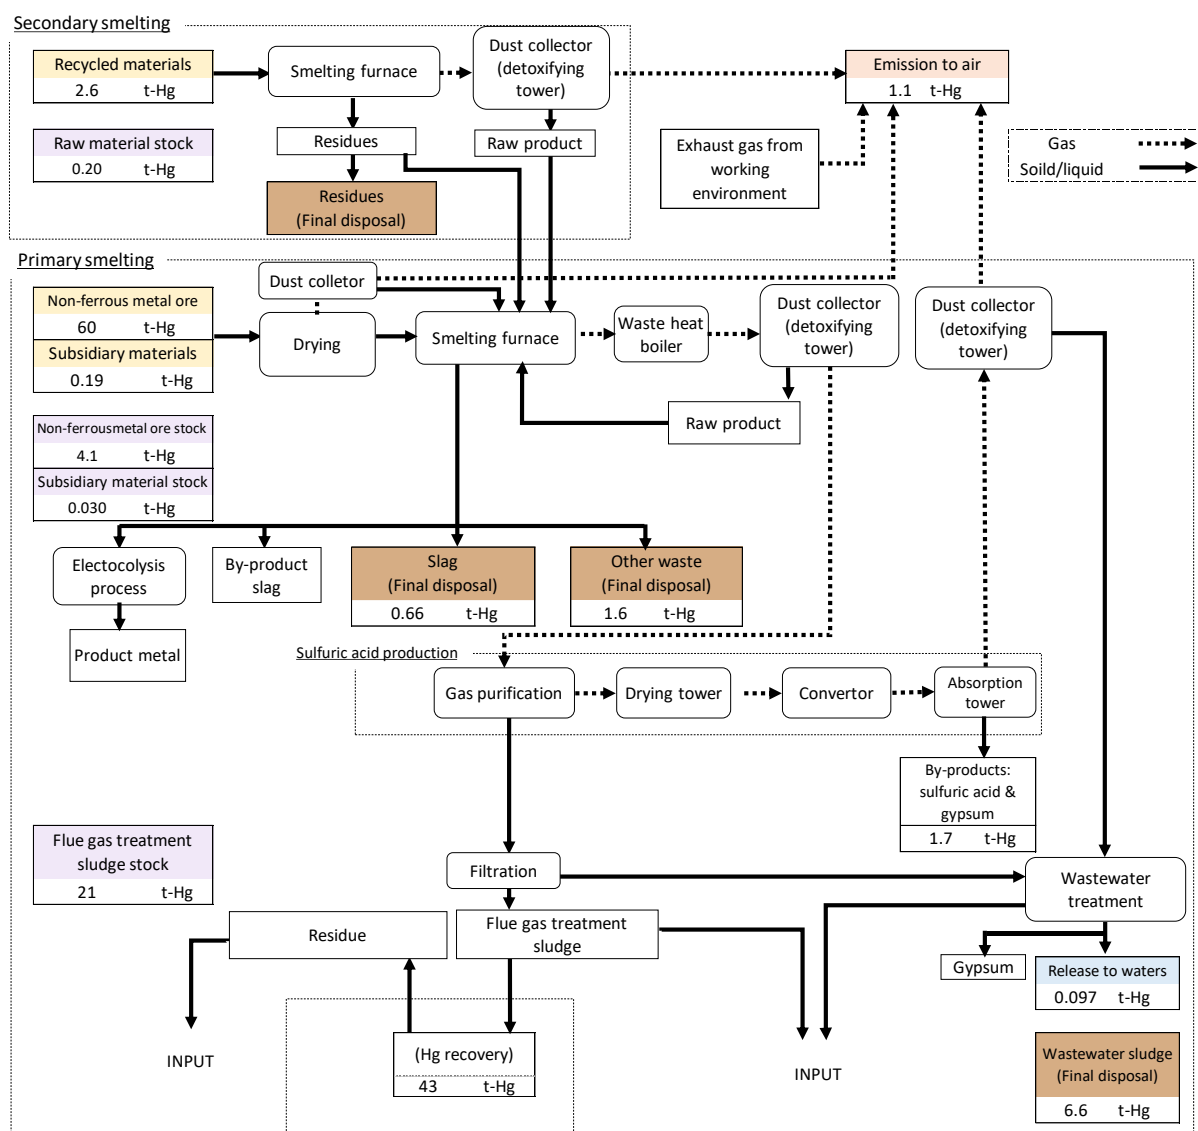 Secondary smelting
Recycled materials
2.6 t-Hg
Smelting furnace
Dust collector
(detoxifying
tower)
Emission to air
1.1 t-Hg
Raw material stock
0.20 t-Hg
Residues
Raw product
Exhaust gas from
working
environment
Gas
Soild/liquid
Residues
(Final disposal)
Primary smelting
Dust colletor
Non-ferrous metal ore
60 t-Hg
Subsidiary materials
0.19 t-Hg
Drying
Smelting furnace
Waste heat
boiler
Dust collector
(detoxifying
tower)
Dust collector
(detoxifying
tower)
Raw product
Non-ferrousmetal ore stock
4.1 t-Hg
Subsidiary material stock
0.030 t-Hg
Electocolysis
process
By-product
slag
Slag
(Final disposal)
0.66 t-Hg
Other waste
(Final disposal)
1.6 t-Hg
Product metal
Sulfuric acid production
Gas purification
Drying tower
Convertor
Absorption
tower
By-products:
sulfuric acid &
gypsum
1.7 t-Hg
Flue gas treatment
sludge stock
21 t-Hg
Filtration
Wastewater
treatment
Residue
Flue gas treatment
sludge
Gypsum
Release to waters
0.097 t-Hg
INPUT
(Hg recovery)
43 t-Hg
INPUT
Wastewater sludge
(Final disposal)
6.6 t-Hg